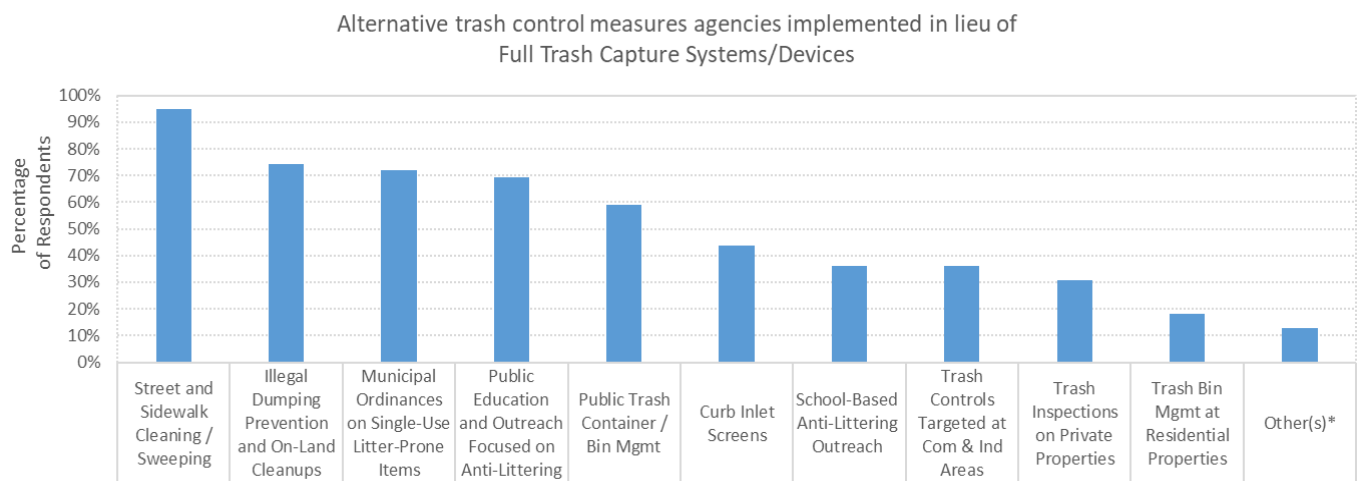 Alternative trash control measures agencies implemented in lieu of
Full Trash Capture Systems/Devices
Percentage
of Respondents
100%
90%
80%
70%
60%
50%
40%
30%
20%
10%
0%
Street and
Sidewalk
Cleaning /
Sweeping
Illegal
Dumping
Prevention
and On-Land
Cleanups
Municipal
Ordinances
on Single-Use
Litter-Prone
Items
Public
Education
and Outreach
Focused on
Anti-Littering
Public Trash
Container /
Bin Mgmt
Curb Inlet
Screens
School-Based
Anti-Littering
Outreach
Trash
Controls
Targeted at
Com & Ind
Areas
Trash
Inspections
on Private
Properties
Trash Bin
Mgmt at
Residential
Properties
Other(s)*